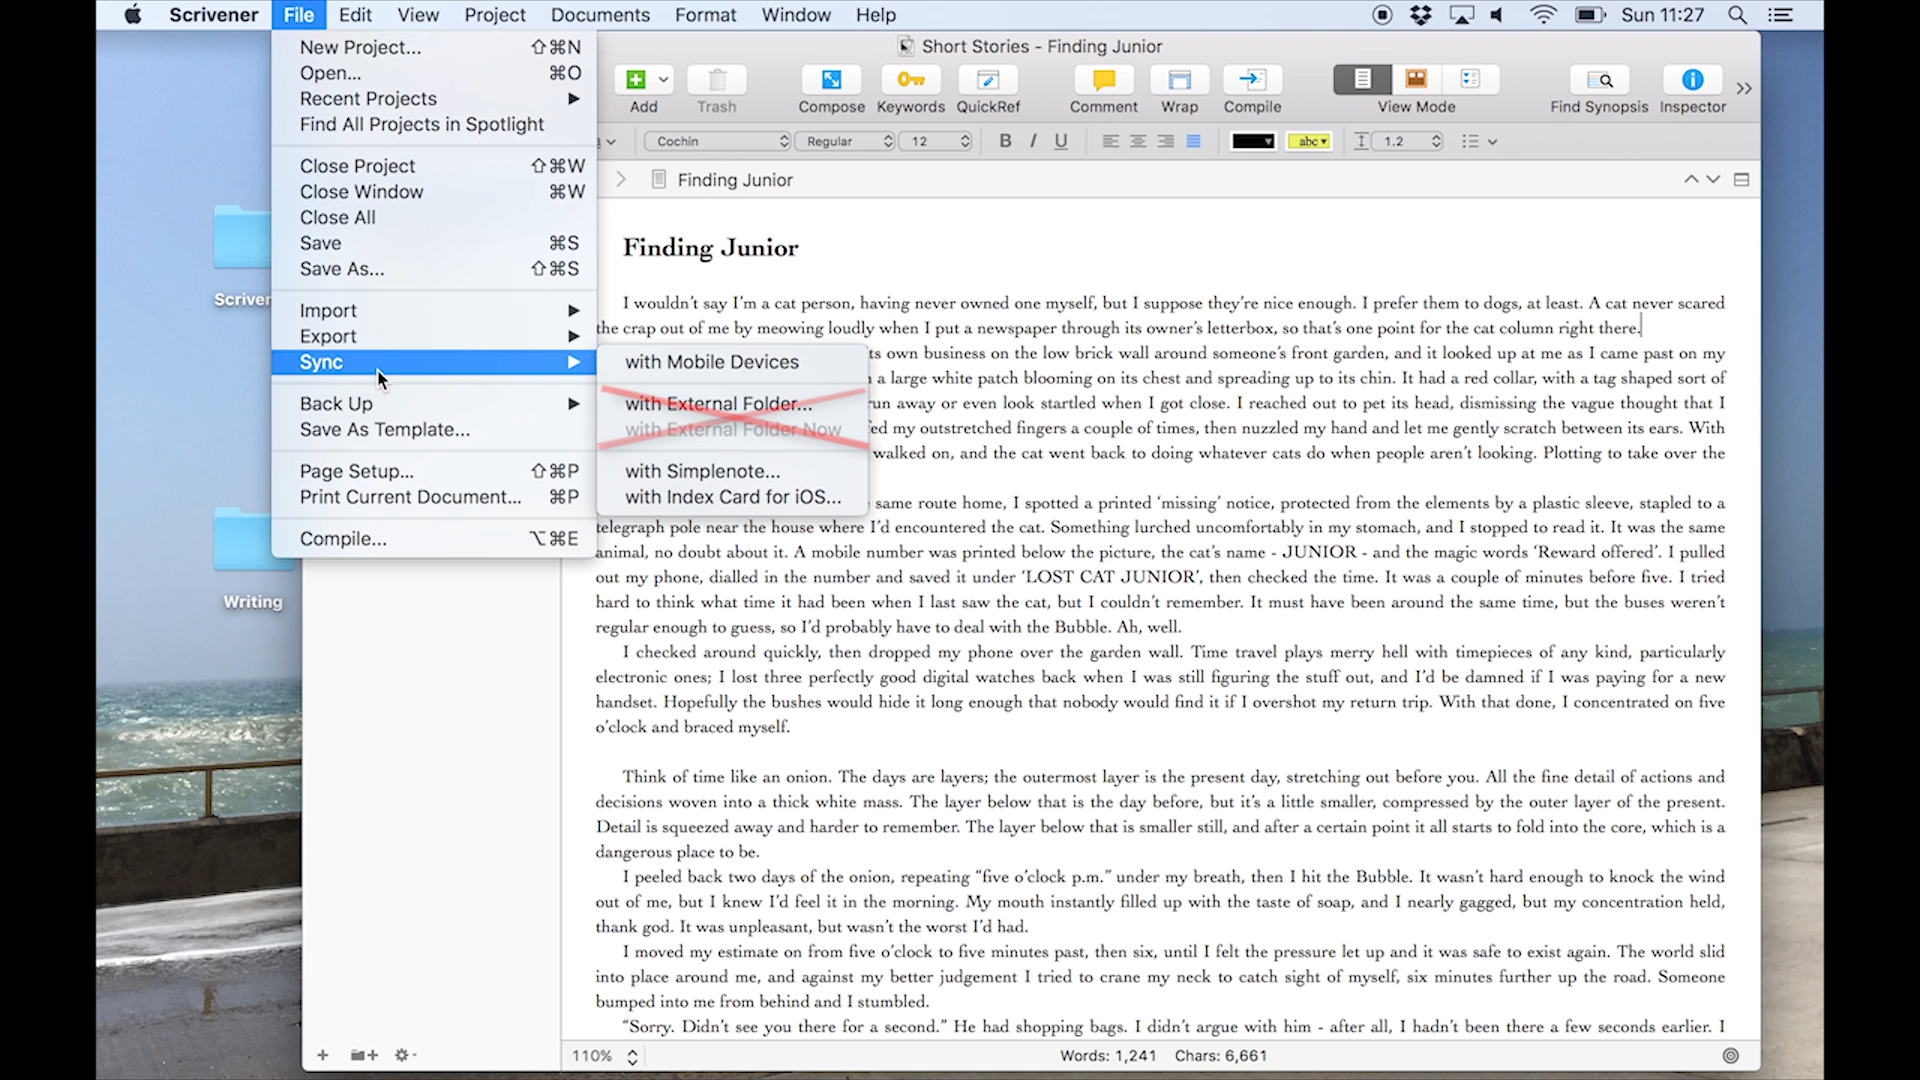 Scrivener File Edit View Project Documents Format Window Help Sun 11:27
New Project... ⇧⌘N
Open... ⌘O
Recent Projects ▶
Find All Projects in Spotlight
Close Project ⇧⌘W
Close Window ⌘W
Close All
Save ⌘S
Save As... ⇧⌘S
Import ▶
Export ▶
Sync ▶
Back Up ▶
Save As Template...
Page Setup... ⇧⌘P
Print Current Document... ⌘P
Compile... ⌥⌘E
with Mobile Devices
with External Folder...
with External Folder Now
with Simplenote...
with Index Card for iOS...
Scriven
Writing
Short Stories - Finding Junior
Add Trash Compose Keywords QuickRef Comment Wrap Compile View Mode Find Synopsis Inspector
Cochin Regular 12 B I U abc 1.2
Finding Junior
Finding Junior
I wouldn’t say I’m a cat person, having never owned one myself, but I suppose they’re nice enough. I prefer them to dogs, at least. A cat never scared
the crap out of me by meowing loudly when I put a newspaper through its owner’s letterbox, so that’s one point for the cat column right there.
ts own business on the low brick wall around someone’s front garden, and it looked up at me as I came past on my
a large white patch blooming on its chest and spreading up to its chin. It had a red collar, with a tag shaped sort of
run away or even look startled when I got close. I reached out to pet its head, dismissing the vague thought that I
ed my outstretched fingers a couple of times, then nuzzled my hand and let me gently scratch between its ears. With
walked on, and the cat went back to doing whatever cats do when people aren’t looking. Plotting to take over the
same route home, I spotted a printed ‘missing’ notice, protected from the elements by a plastic sleeve, stapled to a
telegraph pole near the house where I’d encountered the cat. Something lurched uncomfortably in my stomach, and I stopped to read it. It was the same
animal, no doubt about it. A mobile number was printed below the picture, the cat’s name - JUNIOR - and the magic words ‘Reward offered’. I pulled
out my phone, dialled in the number and saved it under ‘LOST CAT JUNIOR’, then checked the time. It was a couple of minutes before five. I tried
hard to think what time it had been when I last saw the cat, but I couldn’t remember. It must have been around the same time, but the buses weren’t
regular enough to guess, so I’d probably have to deal with the Bubble. Ah, well.
I checked around quickly, then dropped my phone over the garden wall. Time travel plays merry hell with timepieces of any kind, particularly
electronic ones; I lost three perfectly good digital watches back when I was still figuring the stuff out, and I’d be damned if I was paying for a new
handset. Hopefully the bushes would hide it long enough that nobody would find it if I overshot my return trip. With that done, I concentrated on five
o’clock and braced myself.
Think of time like an onion. The days are layers; the outermost layer is the present day, stretching out before you. All the fine detail of actions and
decisions woven into a thick white mass. The layer below that is the day before, but it’s a little smaller, compressed by the outer layer of the present.
Detail is squeezed away and harder to remember. The layer below that is smaller still, and after a certain point it all starts to fold into the core, which is a
dangerous place to be.
I peeled back two days of the onion, repeating “five o’clock p.m.” under my breath, then I hit the Bubble. It wasn’t hard enough to knock the wind
out of me, but I knew I’d feel it in the morning. My mouth instantly filled up with the taste of soap, and I nearly gagged, but my concentration held,
thank god. It was unpleasant, but wasn’t the worst I’d had.
I moved my estimate on from five o’clock to five minutes past, then six, until I felt the pressure let up and it was safe to exist again. The world slid
into place around me, and against my better judgement I tried to crane my neck to catch sight of myself, six minutes further up the road. Someone
bumped into me from behind and I stumbled.
“Sorry. Didn’t see you there for a second.” He had shopping bags. I didn’t argue with him - after all, I hadn’t been there a few seconds earlier. I
110% Words: 1,241 Chars: 6,661